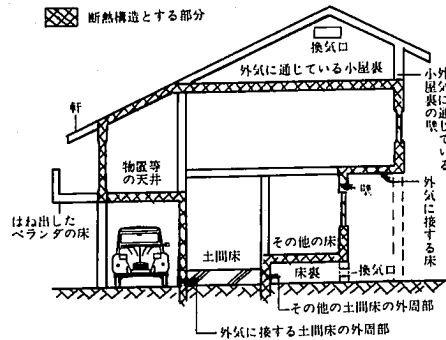 断熱構造とする部分
換気口
外気に通じている小屋裏
外気に通じている
小屋裏の壁
軒
物置等
の天井
壁
外気に接する床
はね出した
ベランダの床
土間床
その他の床
床裏
換気口
その他の土間床の外周部
外気に接する土間床の外周部